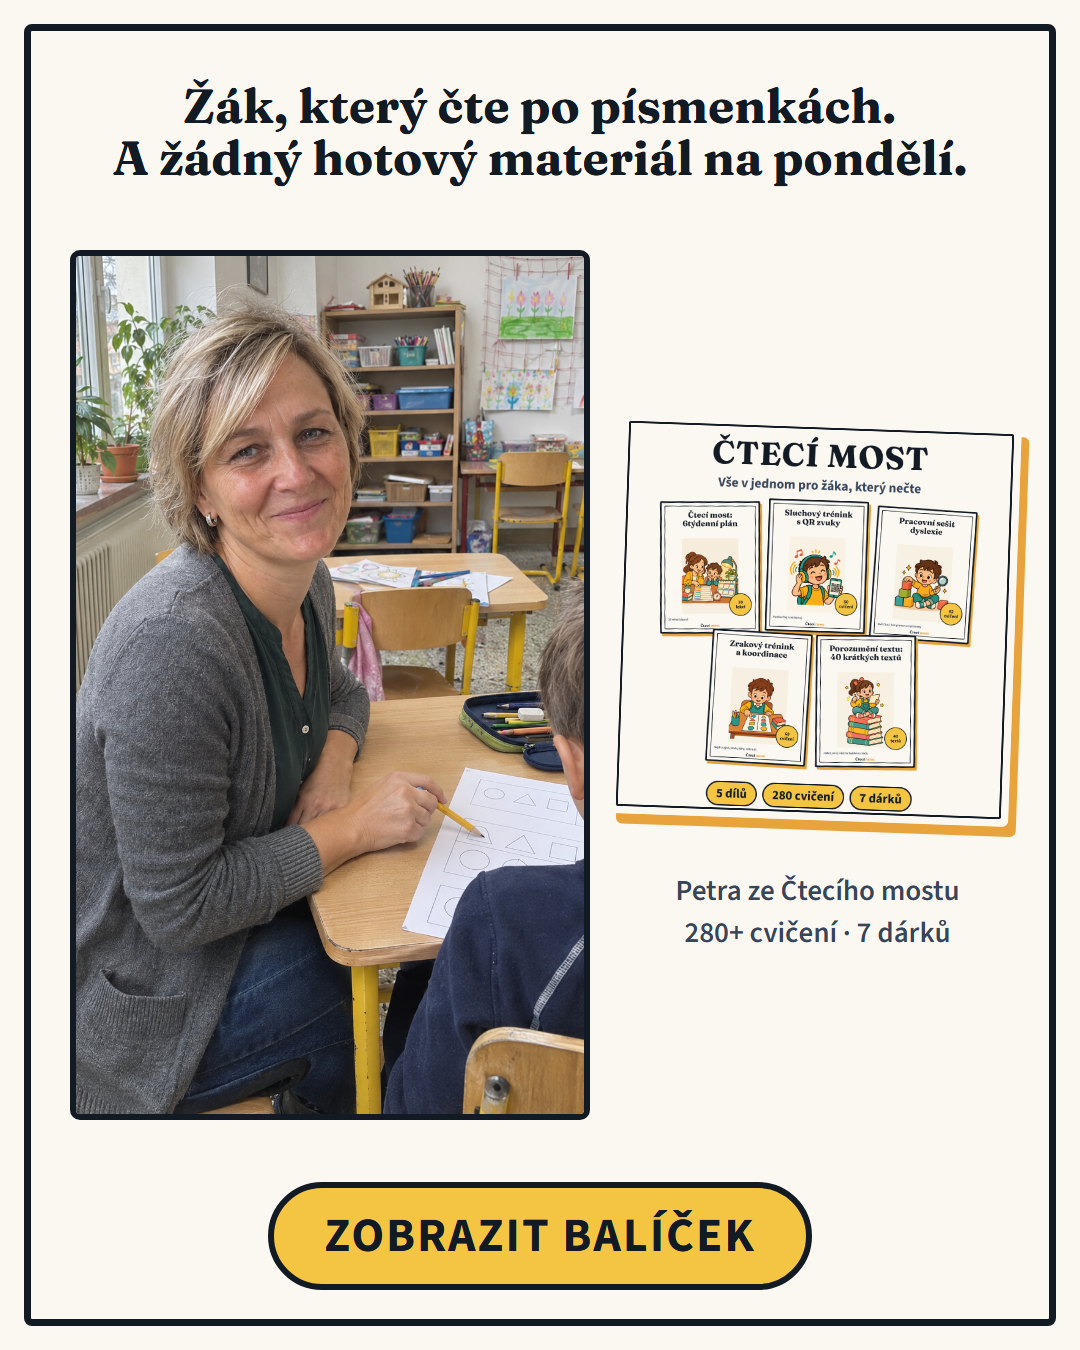 Žák, který čte po písmenkách.
A žádný hotový materiál na pondělí.
ČTECÍ MOST
Vše v jednom pro žáka, který nečte
Čtecí most:
6týdenní plán
Sluchový trénink
s QR zvuky
Pracovní sešit
dyslexie
Zrakový trénink
a koordinace
Porozumění textu:
40 krátkých textů
5 dílů
280 cvičení
7 dárků
Petra ze Čtecího mostu
280+ cvičení · 7 dárků
ZOBRAZIT BALÍČEK